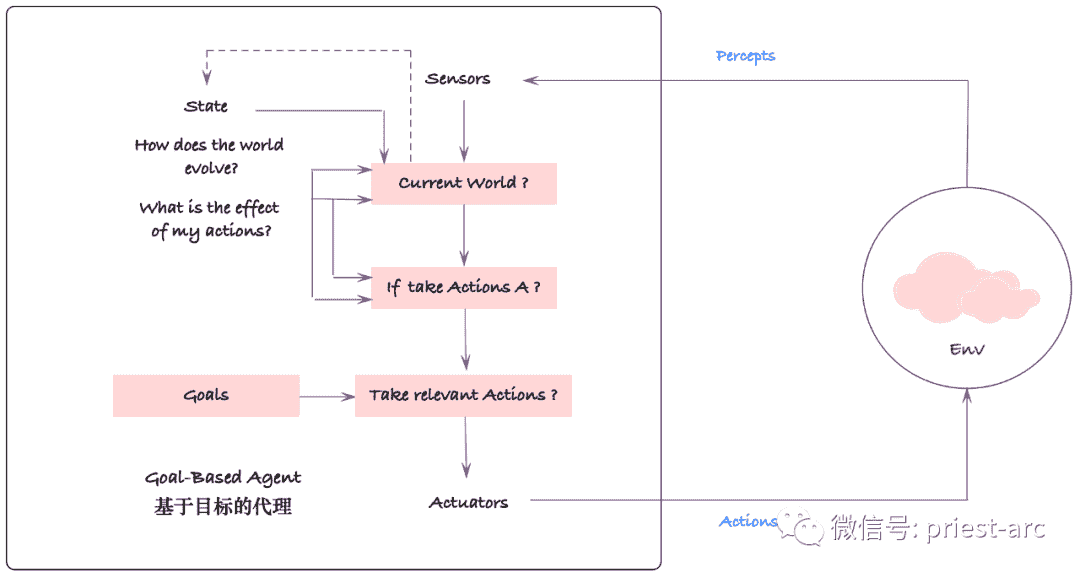 Percepts
Sensors
State
How does the world
evolve?
Current World ?
What is the effect
of my actions?
If take Actions A ?
Env
Goals
Take relevant Actions ?
Goal-Based Agent
基于目标的代理
Actuators
Actions
微信号: priest-arc